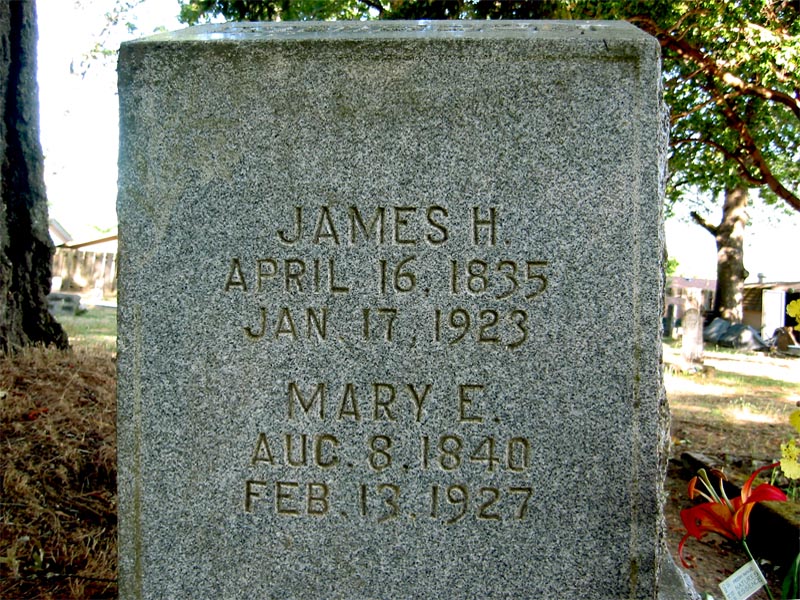 JAMES H.
APRIL 16, 1835
JAN. 17, 1923
MARY E.
AUG. 8, 1840
FEB. 13, 1927